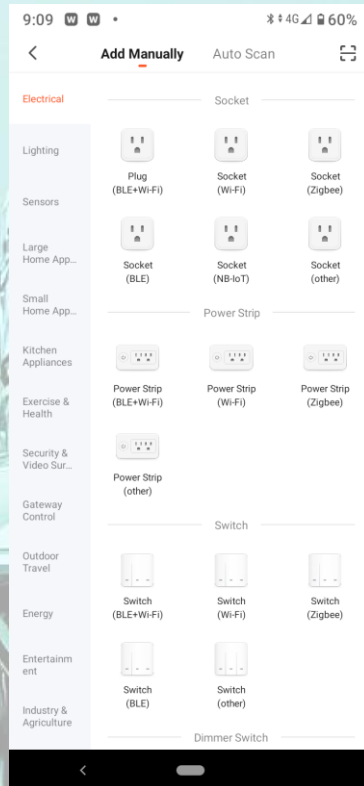 9:09 4G 60%
Add Manually Auto Scan
Electrical
Lighting
Sensors
Large
Home App...
Small
Home App...
Kitchen
Appliances
Exercise &
Health
Security &
Video Sur...
Gateway
Control
Outdoor
Travel
Energy
Entertainm
ent
Industry &
Agriculture
Socket
Plug
(BLE+Wi-Fi)
Socket
(Wi-Fi)
Socket
(Zigbee)
Socket
(BLE)
Socket
(NB-IoT)
Socket
(other)
Power Strip
Power Strip
(BLE+Wi-Fi)
Power Strip
(Wi-Fi)
Power Strip
(Zigbee)
Power Strip
(other)
Switch
Switch
(BLE+Wi-Fi)
Switch
(Wi-Fi)
Switch
(Zigbee)
Switch
(BLE)
Switch
(other)
Dimmer Switch